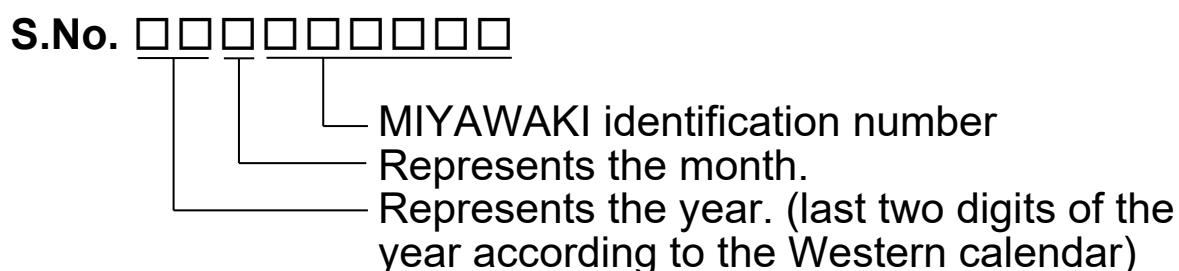 S.No. □□□□□□□□□
MIYAWAKI identification number
Represents the month.
Represents the year. (last two digits of the
year according to the Western calendar)